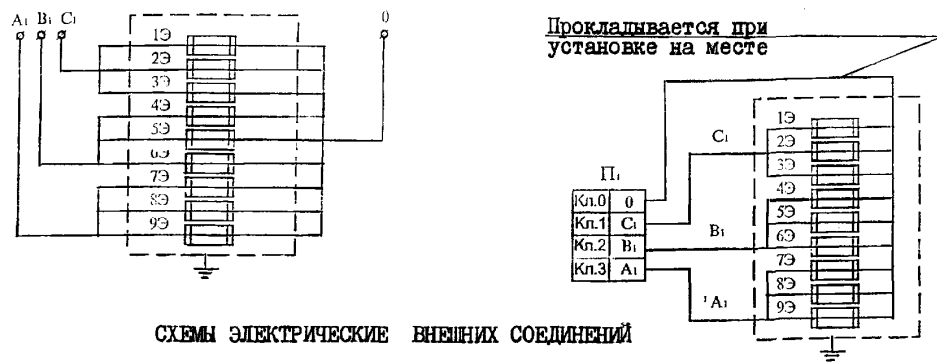 A1 B1 C1 0
1Э
2Э
3Э
4Э
5Э
6Э
7Э
8Э
9Э
Прокладывается при
установке на месте
П1
Кл.0 0
Кл.1 C1
Кл.2 B1
Кл.3 A1
C1
B1
A1
1Э
2Э
3Э
4Э
5Э
6Э
7Э
8Э
9Э
СХЕМЫ ЭЛЕКТРИЧЕСКИЕ ВНЕШНИХ СОЕДИНЕНИЙ